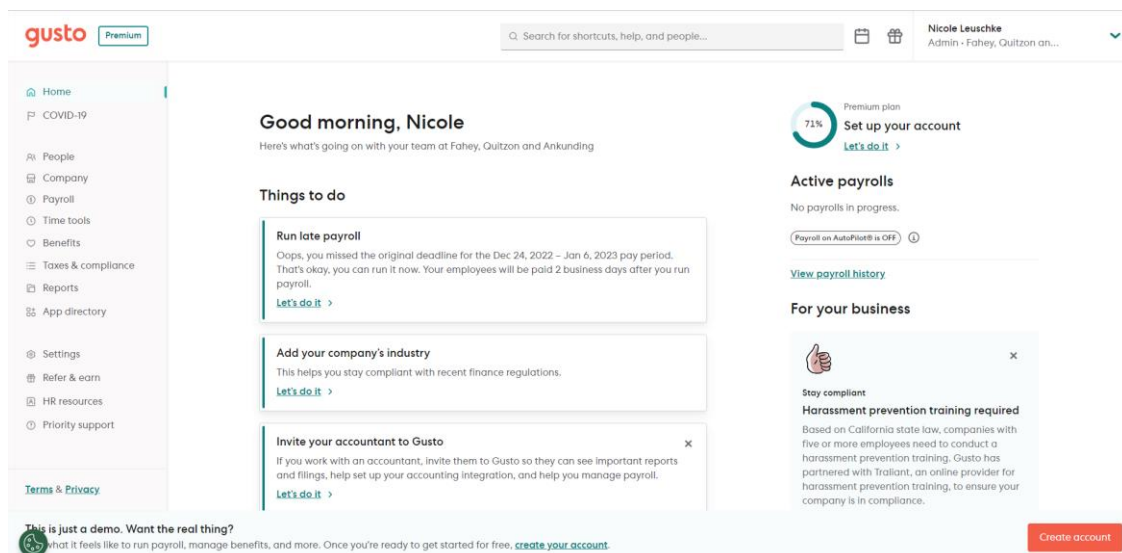 gusto
Premium
Search for shortcuts, help, and people...
Nicole Leuschke
Admin • Fahey, Quitzon an...
Home
COVID-19
People
Company
Payroll
Time tools
Benefits
Taxes & compliance
Reports
App directory
Settings
Refer & earn
HR resources
Priority support
Terms & Privacy
Good morning, Nicole
Here's what's going on with your team at Fahey, Quitzon and Ankunding
Things to do
Run late payroll
Oops, you missed the original deadline for the Dec 24, 2022 – Jan 6, 2023 pay period.
That's okay, you can run it now. Your employees will be paid 2 business days after you run
payroll.
Let's do it >
Add your company's industry
This helps you stay compliant with recent finance regulations.
Let's do it >
Invite your accountant to Gusto
If you work with an accountant, invite them to Gusto so they can see important reports
and filings, help set up your accounting integration, and help you manage payroll.
Let's do it >
71%
Premium plan
Set up your account
Let's do it >
Active payrolls
No payrolls in progress.
Payroll on AutoPilot® is OFF
View payroll history
For your business
Stay compliant
Harassment prevention training required
Based on California state law, companies with
five or more employees need to conduct a
harassment prevention training. Gusto has
partnered with Traliant, an online provider for
harassment prevention training, to ensure your
company is in compliance.
This is just a demo. Want the real thing?
what it feels like to run payroll, manage benefits, and more. Once you're ready to get started for free, create your account.
Create account